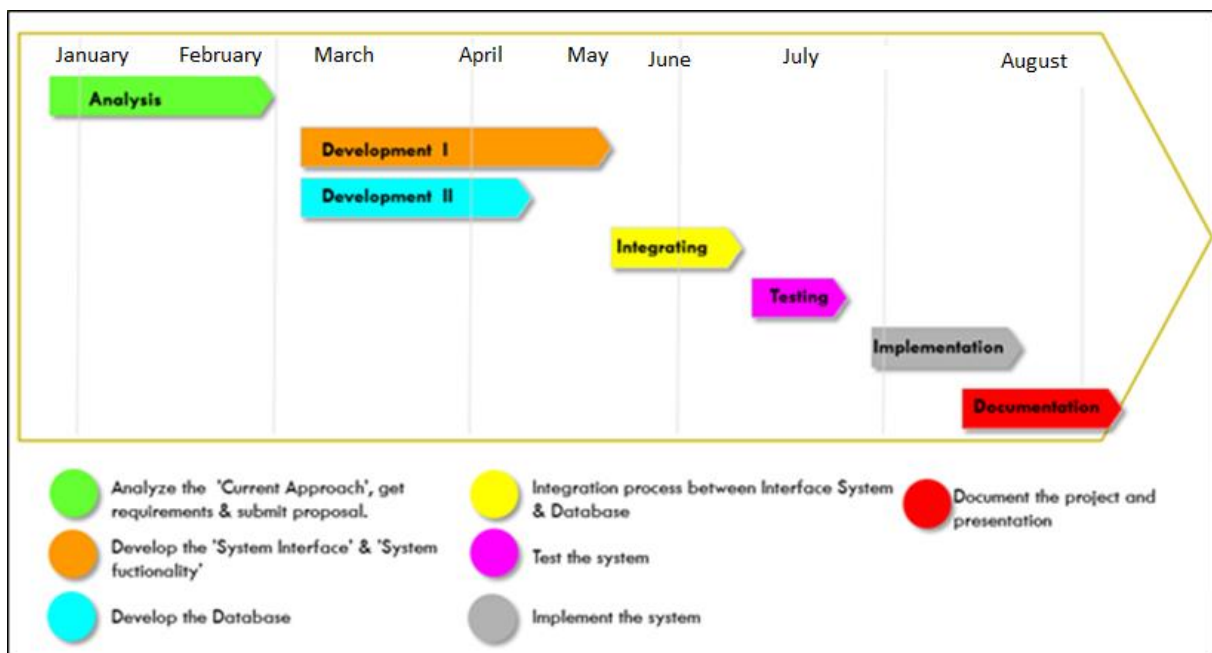 January February March April May June July August
Analysis
Development I
Development II
Integrating
Testing
Implementation
Documentation
Analyze the 'Current Approach', get
requirements & submit proposal.
Develop the 'System Interface' & 'System
fuctionality'
Develop the Database
Integration process between Interface System
& Database
Test the system
Implement the system
Document the project and
presentation